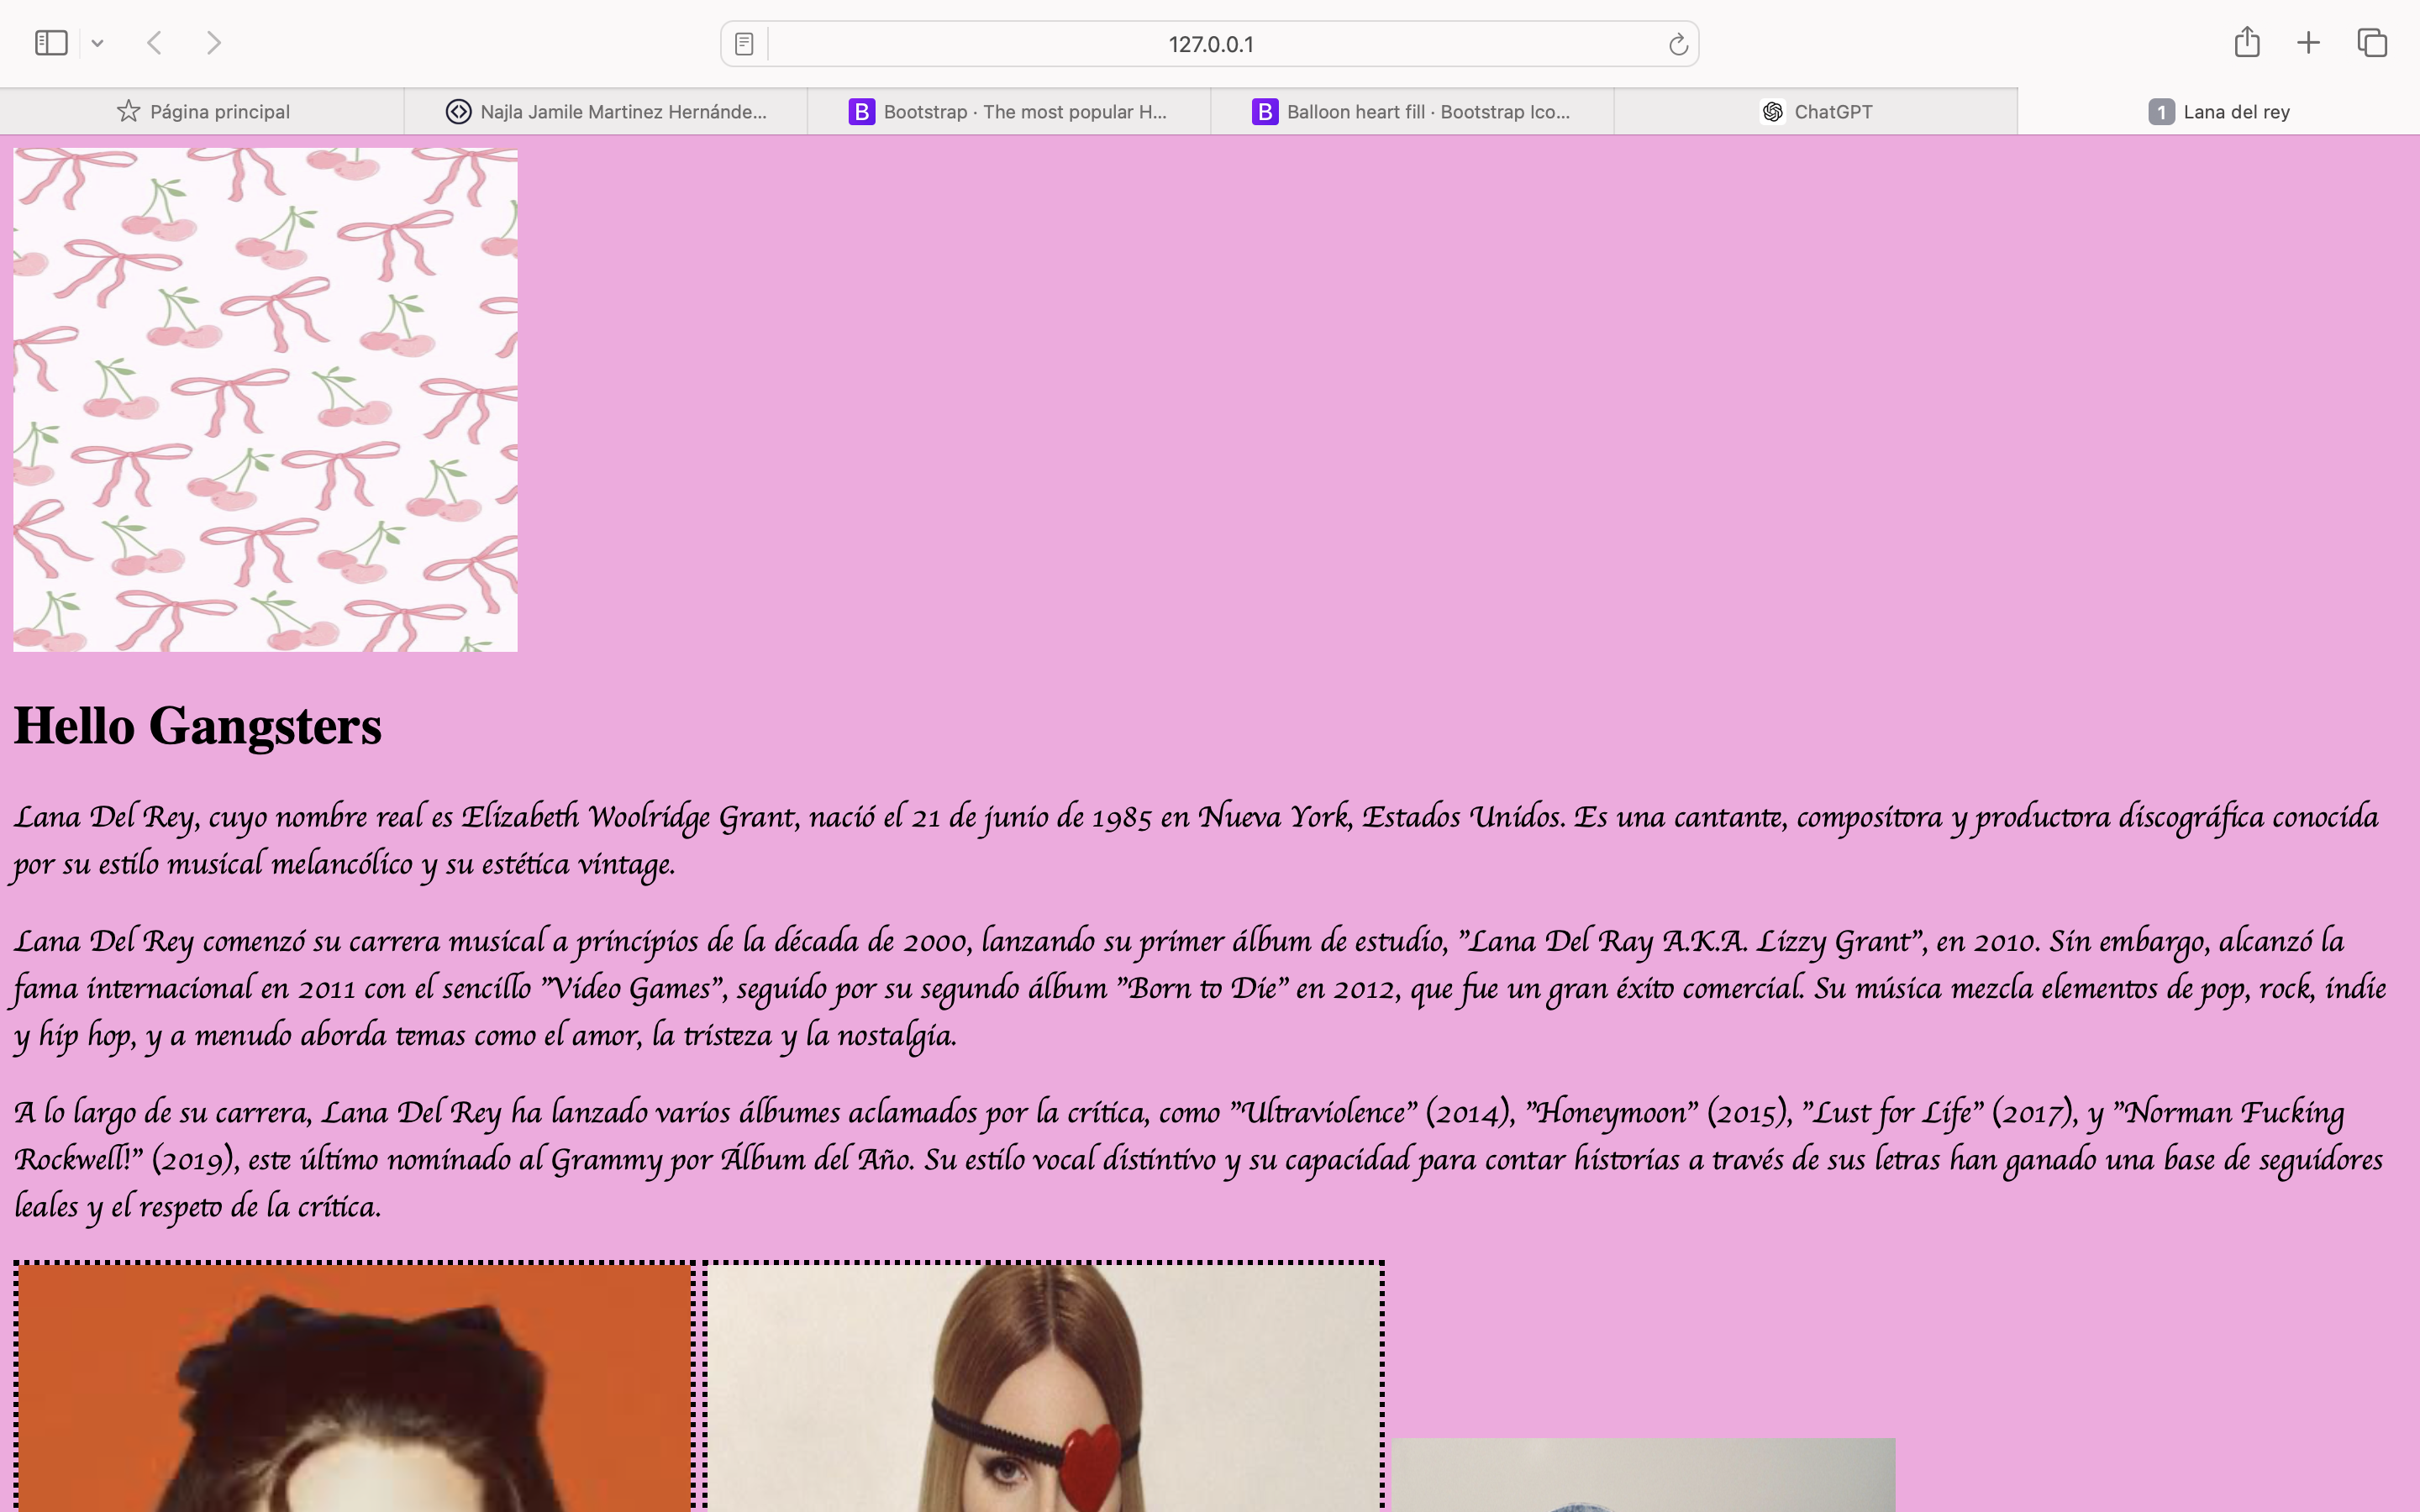 127.0.0.1
Página principal
Najla Jamile Martinez Hernánde...
B Bootstrap · The most popular H...
B Balloon heart fill · Bootstrap Ico...
ChatGPT
1 Lana del rey
Hello Gangsters
Lana Del Rey, cuyo nombre real es Elizabeth Woolridge Grant, nació el 21 de junio de 1985 en Nueva York, Estados Unidos. Es una cantante, compositora y productora discográfica conocida
por su estilo musical melancólico y su estética vintage.
Lana Del Rey comenzó su carrera musical a principios de la década de 2000, lanzando su primer álbum de estudio, "Lana Del Ray A.K.A. Lizzy Grant", en 2010. Sin embargo, alcanzó la
fama internacional en 2011 con el sencillo "Video Games", seguido por su segundo álbum "Born to Die" en 2012, que fue un gran éxito comercial. Su música mezcla elementos de pop, rock, indie
y hip hop, y a menudo aborda temas como el amor, la tristeza y la nostalgia.
A lo largo de su carrera, Lana Del Rey ha lanzado varios álbumes aclamados por la crítica, como "Ultraviolence" (2014), "Honeymoon" (2015), "Lust for Life" (2017), y "Norman Fucking
Rockwell!" (2019), este último nominado al Grammy por Álbum del Año. Su estilo vocal distintivo y su capacidad para contar historias a través de sus letras han ganado una base de seguidores
leales y el respeto de la crítica.